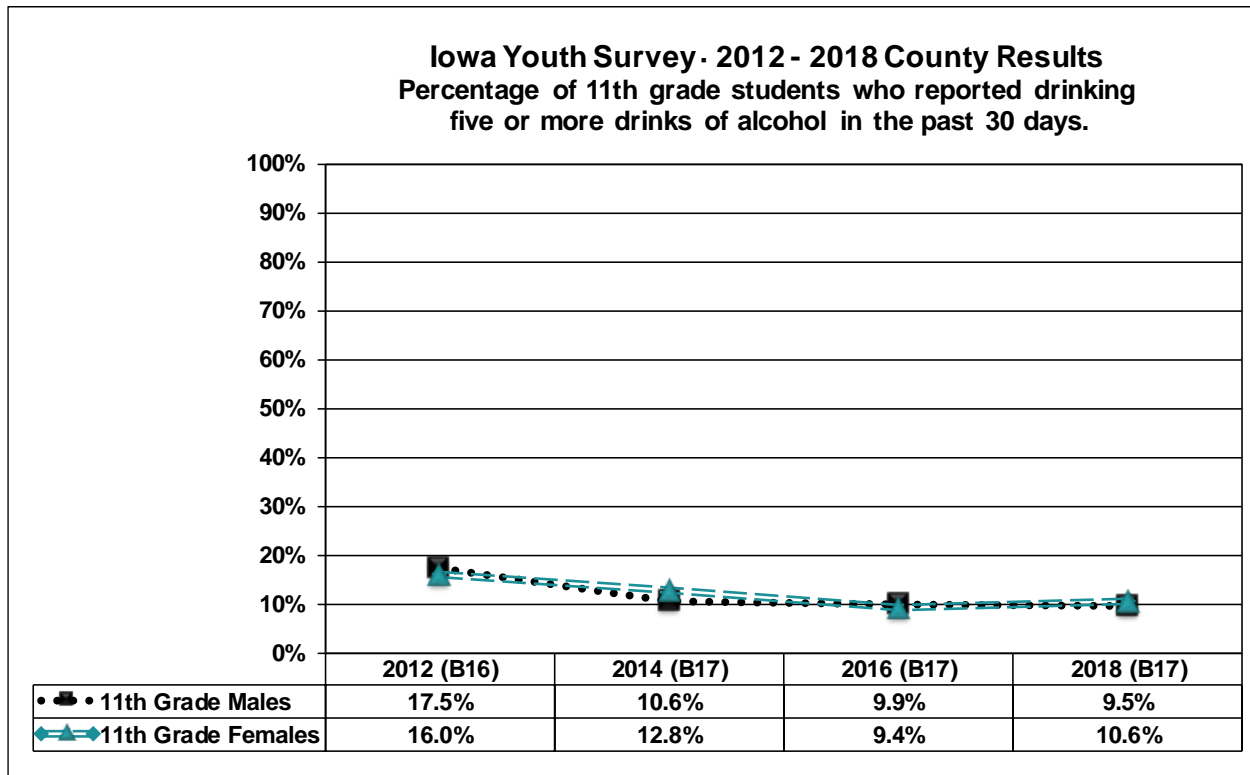 Iowa Youth Survey · 2012 - 2018 County Results
Percentage of 11th grade students who reported drinking
five or more drinks of alcohol in the past 30 days.
100%
90%
80%
70%
60%
50%
40%
30%
20%
10%
0%
2012 (B16) 2014 (B17) 2016 (B17) 2018 (B17)
11th Grade Males 17.5% 10.6% 9.9% 9.5%
11th Grade Females 16.0% 12.8% 9.4% 10.6%